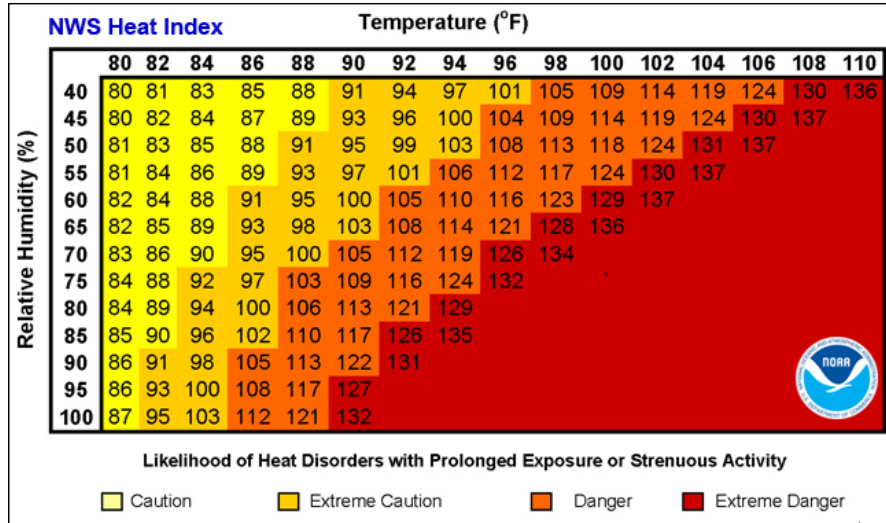 NWS Heat Index Temperature (°F)
80 82 84 86 88 90 92 94 96 98 100 102 104 106 108 110
Relative Humidity (%)
40 80 81 83 85 88 91 94 97 101 105 109 114 119 124 130 136
45 80 82 84 87 89 93 96 100 104 109 114 119 124 130 137
50 81 83 85 88 91 95 99 103 108 113 118 124 131 137
55 81 84 86 89 93 97 101 106 112 117 124 130 137
60 82 84 88 91 95 100 105 110 116 123 129 137
65 82 85 89 93 98 103 108 114 121 128 136
70 83 86 90 95 100 105 112 119 126 134
75 84 88 92 97 103 109 116 124 132
80 84 89 94 100 106 113 121 129
85 85 90 96 102 110 117 126 135
90 86 91 98 105 113 122 131
95 86 93 100 108 117 127
100 87 95 103 112 121 132
NOAA
Likelihood of Heat Disorders with Prolonged Exposure or Strenuous Activity
Caution Extreme Caution Danger Extreme Danger